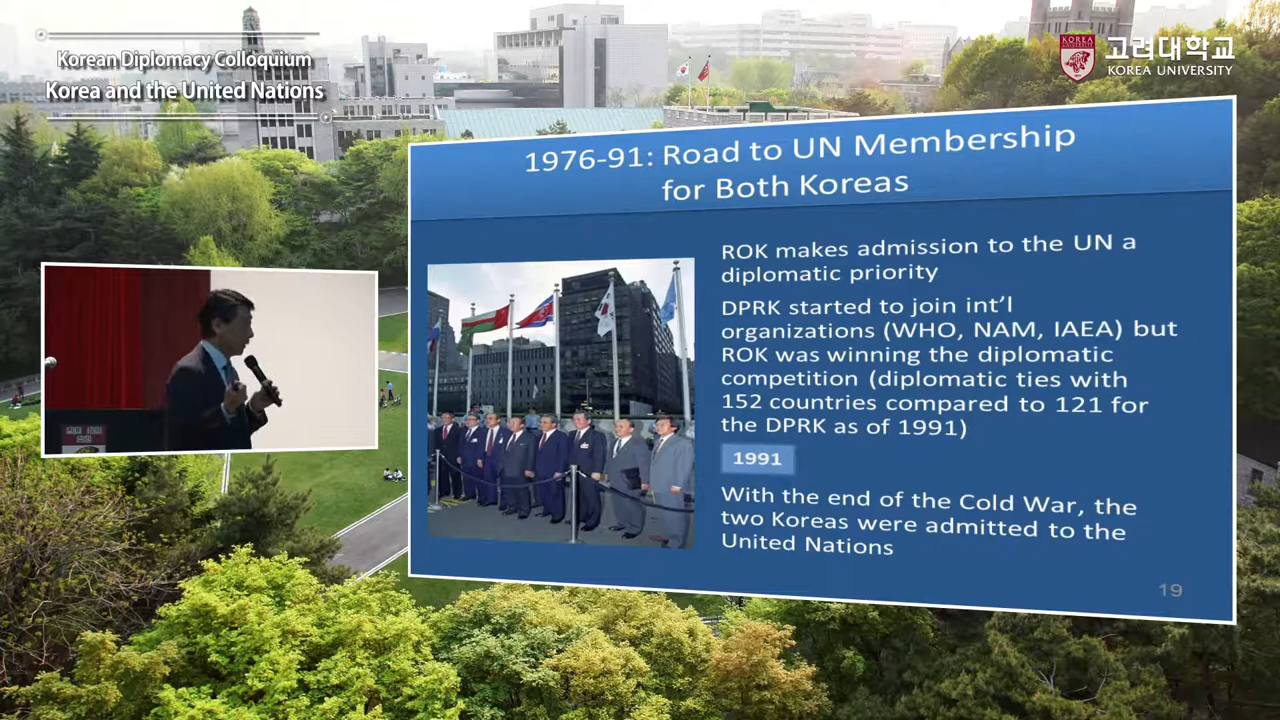 Korean Diplomacy Colloquium
Korea and the United Nations
KOREA
고려대학교
KOREA UNIVERSITY
1976-91: Road to UN Membership
for Both Koreas
ROK makes admission to the UN a
diplomatic priority
DPRK started to join int'l
organizations (WHO, NAM, IAEA) but
ROK was winning the diplomatic
competition (diplomatic ties with
152 countries compared to 121 for
the DPRK as of 1991)
1991
With the end of the Cold War, the
two Koreas were admitted to the
United Nations
19